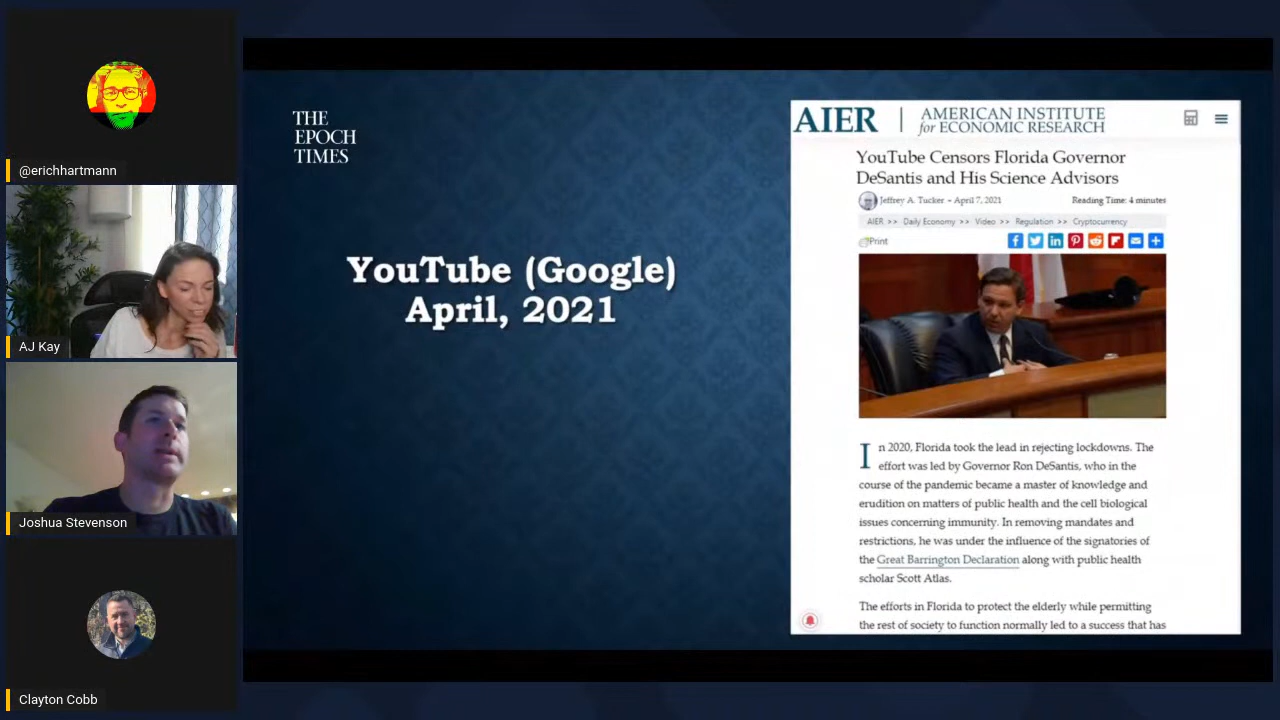 @erichhartmann
AJ Kay
Joshua Stevenson
Clayton Cobb
THE
EPOCH
TIMES
YouTube (Google)
April, 2021
AIER | AMERICAN INSTITUTE
for ECONOMIC RESEARCH
YouTube Censors Florida Governor
DeSantis and His Science Advisors
Jeffrey A. Tucker – April 7, 2021 Reading Time: 4 minutes
AIER >> Daily Economy >> Video >> Regulation >> Cryptocurrency
Print
In 2020, Florida took the lead in rejecting lockdowns. The
effort was led by Governor Ron DeSantis, who in the
course of the pandemic became a master of knowledge and
erudition on matters of public health and the cell biological
issues concerning immunity. In removing mandates and
restrictions, he was under the influence of the signatories of
the Great Barrington Declaration along with public health
scholar Scott Atlas.
The efforts in Florida to protect the elderly while permitting
the rest of society to function normally led to a success that has